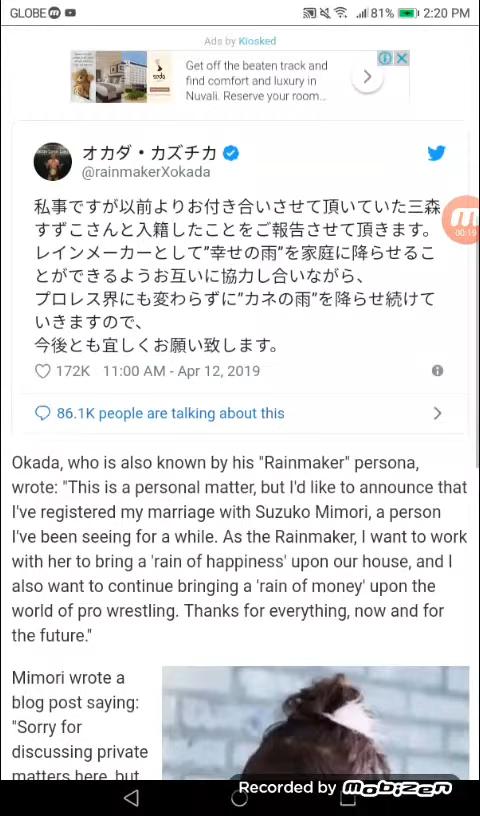 GLOBE 81% 2:20 PM
Ads by Kiosked
Get off the beaten track and
find comfort and luxury in
Nuvali. Reserve your room...
オカダ・カズチカ
@rainmakerXokada
私事ですが以前よりお付き合いさせて頂いていた三森
すずこさんと入籍したことをご報告させて頂きます。
レインメーカーとして”幸せの雨”を家庭に降らせるこ
とができるようお互いに協力し合いながら、
プロレス界にも変わらずに”カネの雨”を降らせ続けて
いきますので、
今後とも宜しくお願い致します。
00:19
172K 11:00 AM - Apr 12, 2019
86.1K people are talking about this
Okada, who is also known by his "Rainmaker" persona,
wrote: "This is a personal matter, but I'd like to announce that
I've registered my marriage with Suzuko Mimori, a person
I've been seeing for a while. As the Rainmaker, I want to work
with her to bring a 'rain of happiness' upon our house, and I
also want to continue bringing a 'rain of money' upon the
world of pro wrestling. Thanks for everything, now and for
the future."
Mimori wrote a
blog post saying:
"Sorry for
discussing private
matters here, but
Recorded by Mobizen